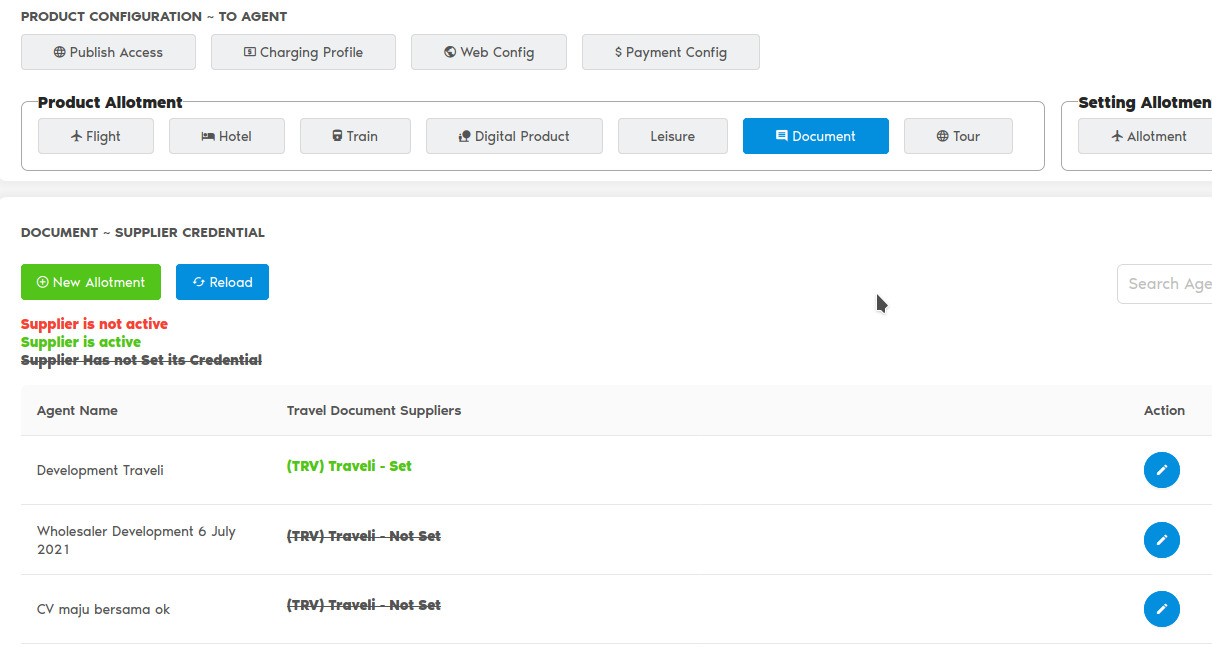 PRODUCT CONFIGURATION ~ TO AGENT
Publish Access
Charging Profile
Web Config
$ Payment Config
Product Allotment
Setting Allotmen
Flight
Hotel
Train
Digital Product
Leisure
Document
Tour
Allotment
DOCUMENT ~ SUPPLIER CREDENTIAL
New Allotment
Reload
Search Age
Supplier is not active
Supplier is active
Supplier Has not Set its Credential
Agent Name
Travel Document Suppliers
Action
Development Traveli
(TRV) Traveli - Set
Wholesaler Development 6 July
2021
(TRV) Traveli - Not Set
CV maju bersama ok
(TRV) Traveli - Not Set